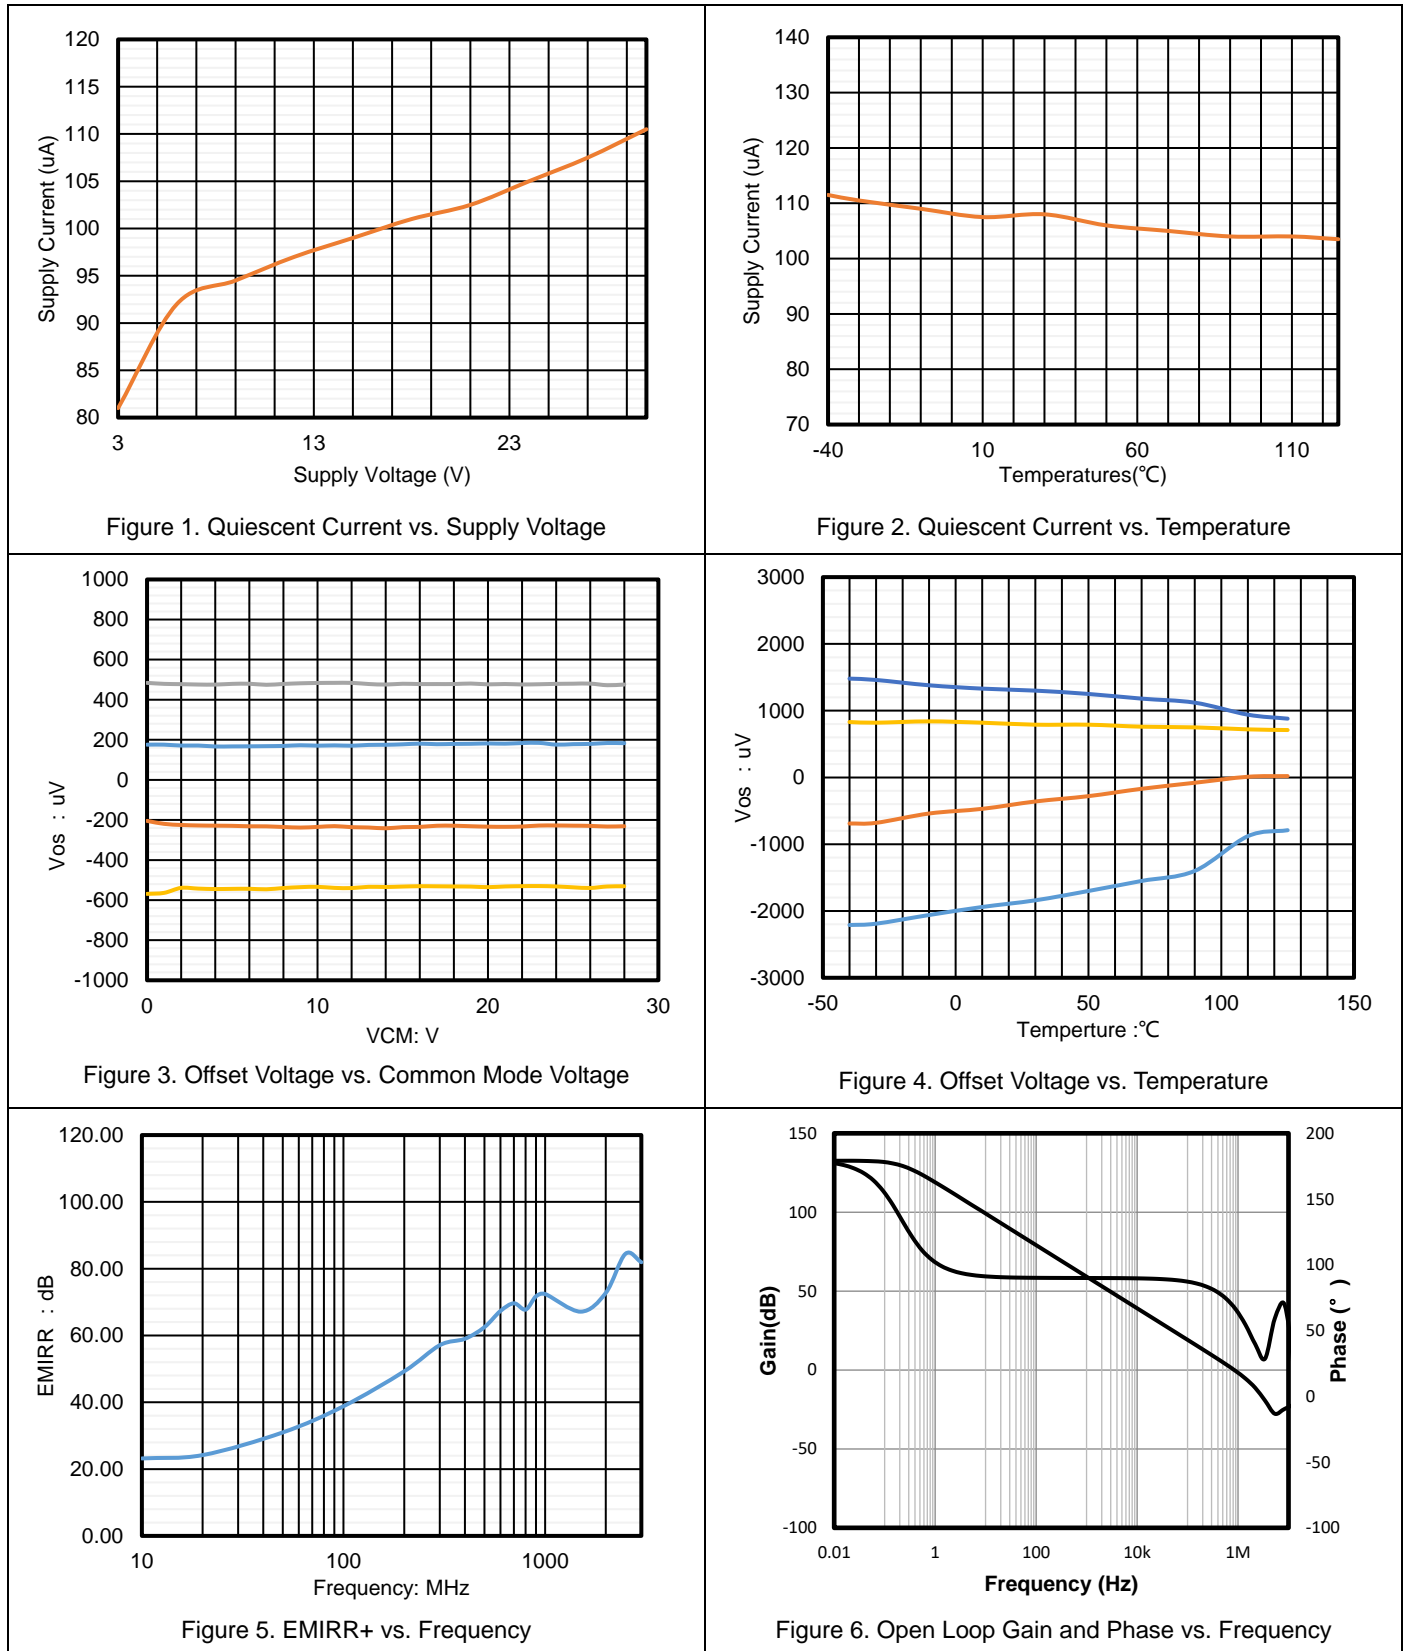 120
115
110
105
100
95
90
85
80
Supply Current (uA)
3 13 23
Supply Voltage (V)
Figure 1. Quiescent Current vs. Supply Voltage
140
130
120
110
100
90
80
70
Supply Current (uA)
-40 10 60 110
Temperatures(℃)
Figure 2. Quiescent Current vs. Temperature
1000
800
600
400
200
0
-200
-400
-600
-800
-1000
Vos : uV
0 10 20 30
VCM: V
Figure 3. Offset Voltage vs. Common Mode Voltage
3000
2000
1000
0
-1000
-2000
-3000
Vos : uV
-50 0 50 100 150
Temperture :℃
Figure 4. Offset Voltage vs. Temperature
120.00
100.00
80.00
60.00
40.00
20.00
0.00
EMIRR : dB
10 100 1000
Frequency: MHz
Figure 5. EMIRR+ vs. Frequency
150
100
50
0
-50
-100
Gain(dB)
200
150
100
50
0
-50
-100
Phase (° )
0.01 1 100 10k 1M
Frequency (Hz)
Figure 6. Open Loop Gain and Phase vs. Frequency